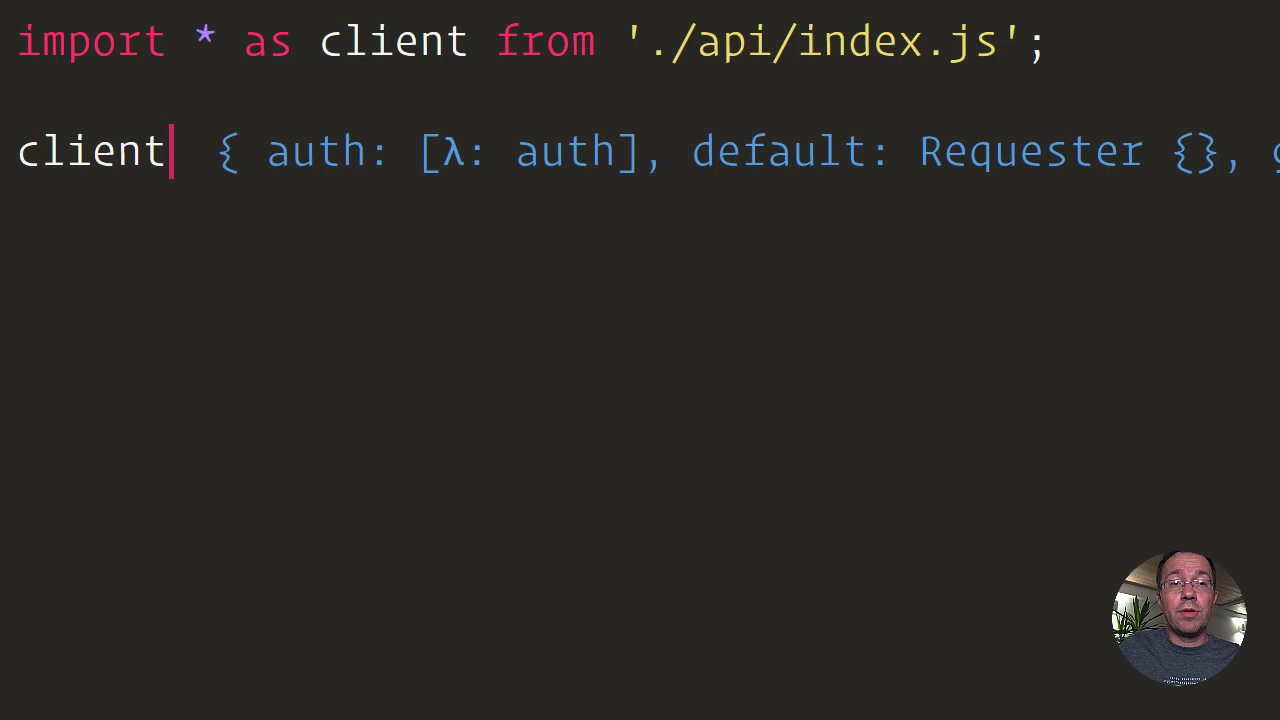 import * as client from './api/index.js';
client { auth: [λ: auth], default: Requester {},